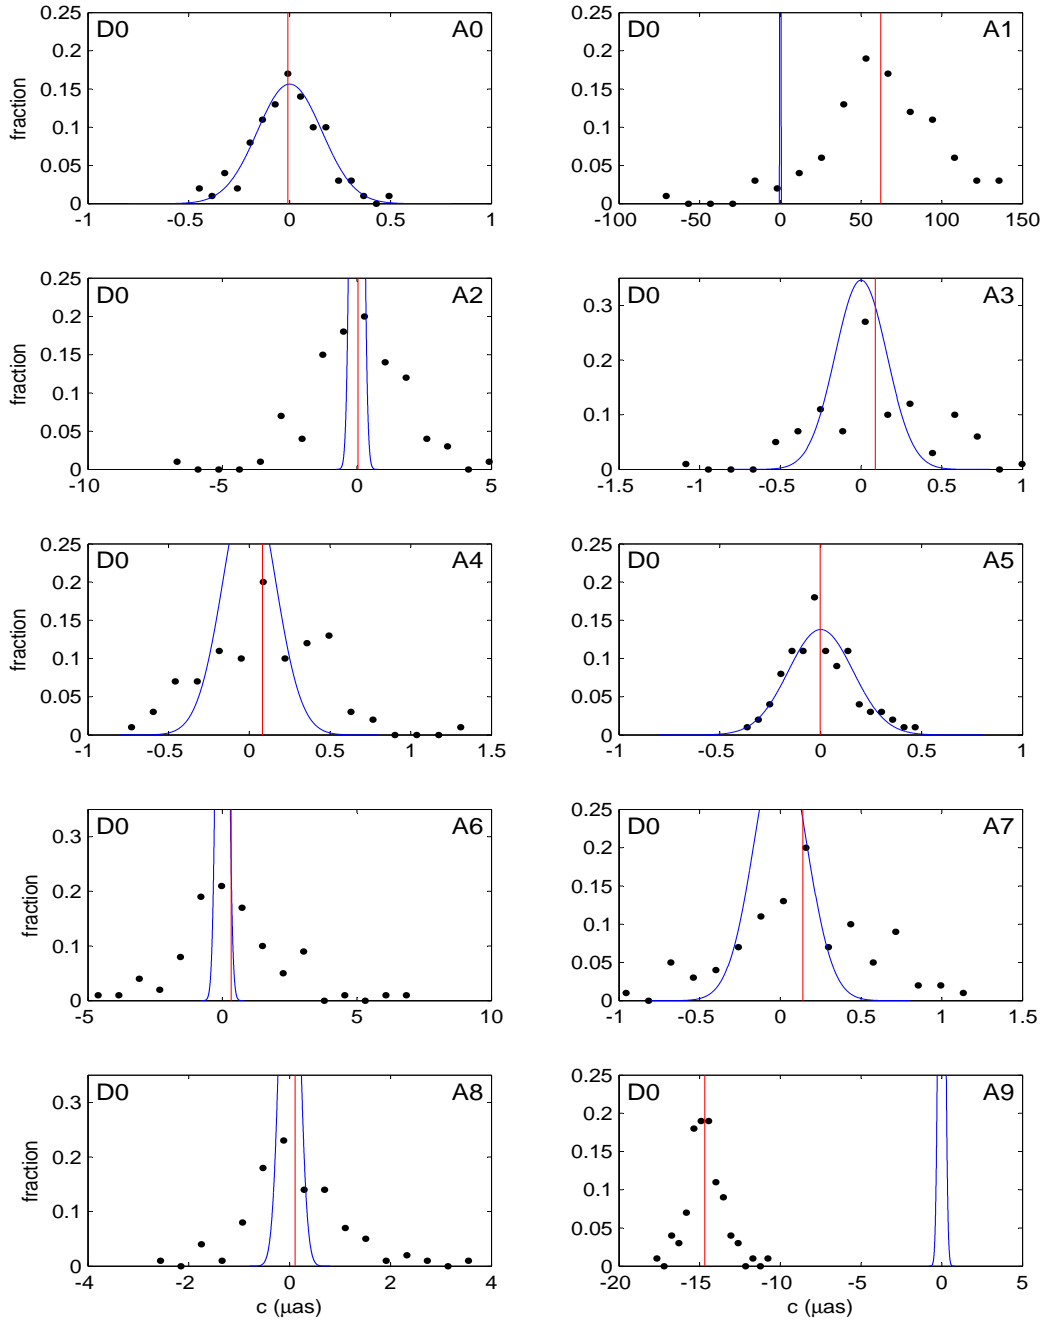 0.25
D0 A0
0.2
0.15
0.1
0.05
0
fraction
-1 -0.5 0 0.5 1
0.25
D0 A1
0.2
0.15
0.1
0.05
0
-100 -50 0 50 100 150
0.25
D0 A2
0.2
0.15
0.1
0.05
0
fraction
-10 -5 0 5
D0 A3
0.3
0.2
0.1
0
-1.5 -1 -0.5 0 0.5 1
0.25
D0 A4
0.2
0.15
0.1
0.05
0
fraction
-1 -0.5 0 0.5 1 1.5
0.25
D0 A5
0.2
0.15
0.1
0.05
0
-1 -0.5 0 0.5 1
D0 A6
0.3
0.2
0.1
0
fraction
-5 0 5 10
0.25
D0 A7
0.2
0.15
0.1
0.05
0
-1 -0.5 0 0.5 1 1.5
D0 A8
0.3
0.2
0.1
0
fraction
-4 -2 0 2 4
c (μas)
0.25
D0 A9
0.2
0.15
0.1
0.05
0
-20 -15 -10 -5 0 5
c (μas)